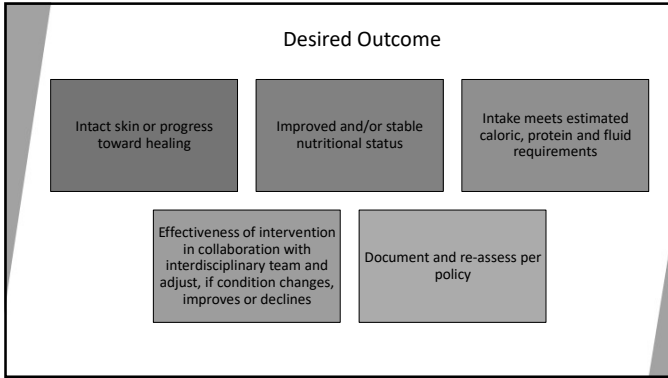 Desired Outcome
Intact skin or progress
toward healing
Improved and/or stable
nutritional status
Intake meets estimated
caloric, protein and fluid
requirements
Effectiveness of intervention
in collaboration with
interdisciplinary team and
adjust, if condition changes,
improves or declines
Document and re-assess per
policy